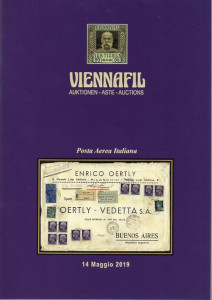 VIENNAFIL
AUKTIONEN - ASTE - AUCTIONS
Posta Aerea Italiana
ENRICO OERTLY
OERTLY - VEDETTA S.A.
BUENOS AIRES
14 Maggio 2019